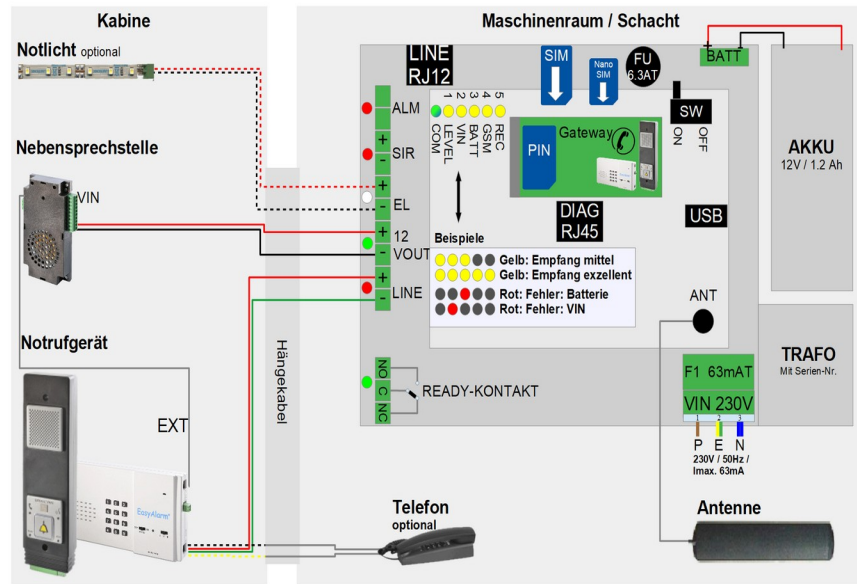 Kabine
Maschinenraum / Schacht
Notlicht optional
LINE
RJ12
SIM
Nano
SIM
FU
6.3AT
BATT
ALM
1 2 3 4 5
COM
LEVEL
VIN
BATT
GSM
REC
SW
ON
OFF
Gateway
PIN
AKKU
12V / 1.2 Ah
+
-
SIR
Nebensprechstelle
VIN
+
-
EL
DIAG
RJ45
USB
+
-
12
VOUT
Beispiele
Gelb: Empfang mittel
Gelb: Empfang exzellent
Rot: Fehler: Batterie
Rot: Fehler: VIN
+
-
LINE
ANT
Notrufgerät
Hängekabel
TRAFO
Mit Serien-Nr.
NO
C
NC
READY-KONTAKT
F1 63mAT
VIN 230V
1 2 3
P E N
230V / 50Hz /
Imax. 63mA
EXT
EasyAlarm
Telefon
optional
Antenne